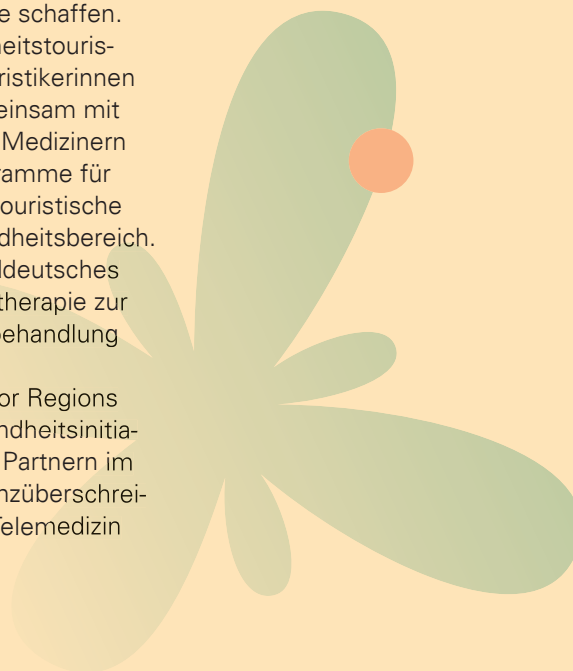 e schaffen.
eitstouris-
ristikerinnen
einsam mit
Medizinern
ramme für
ouristische
dheitsbereich.
ldeutsches
therapie zur
behandlung
or Regions
ndheitsinitia-
Partnern im
nzüberschrei-
Telemedizin